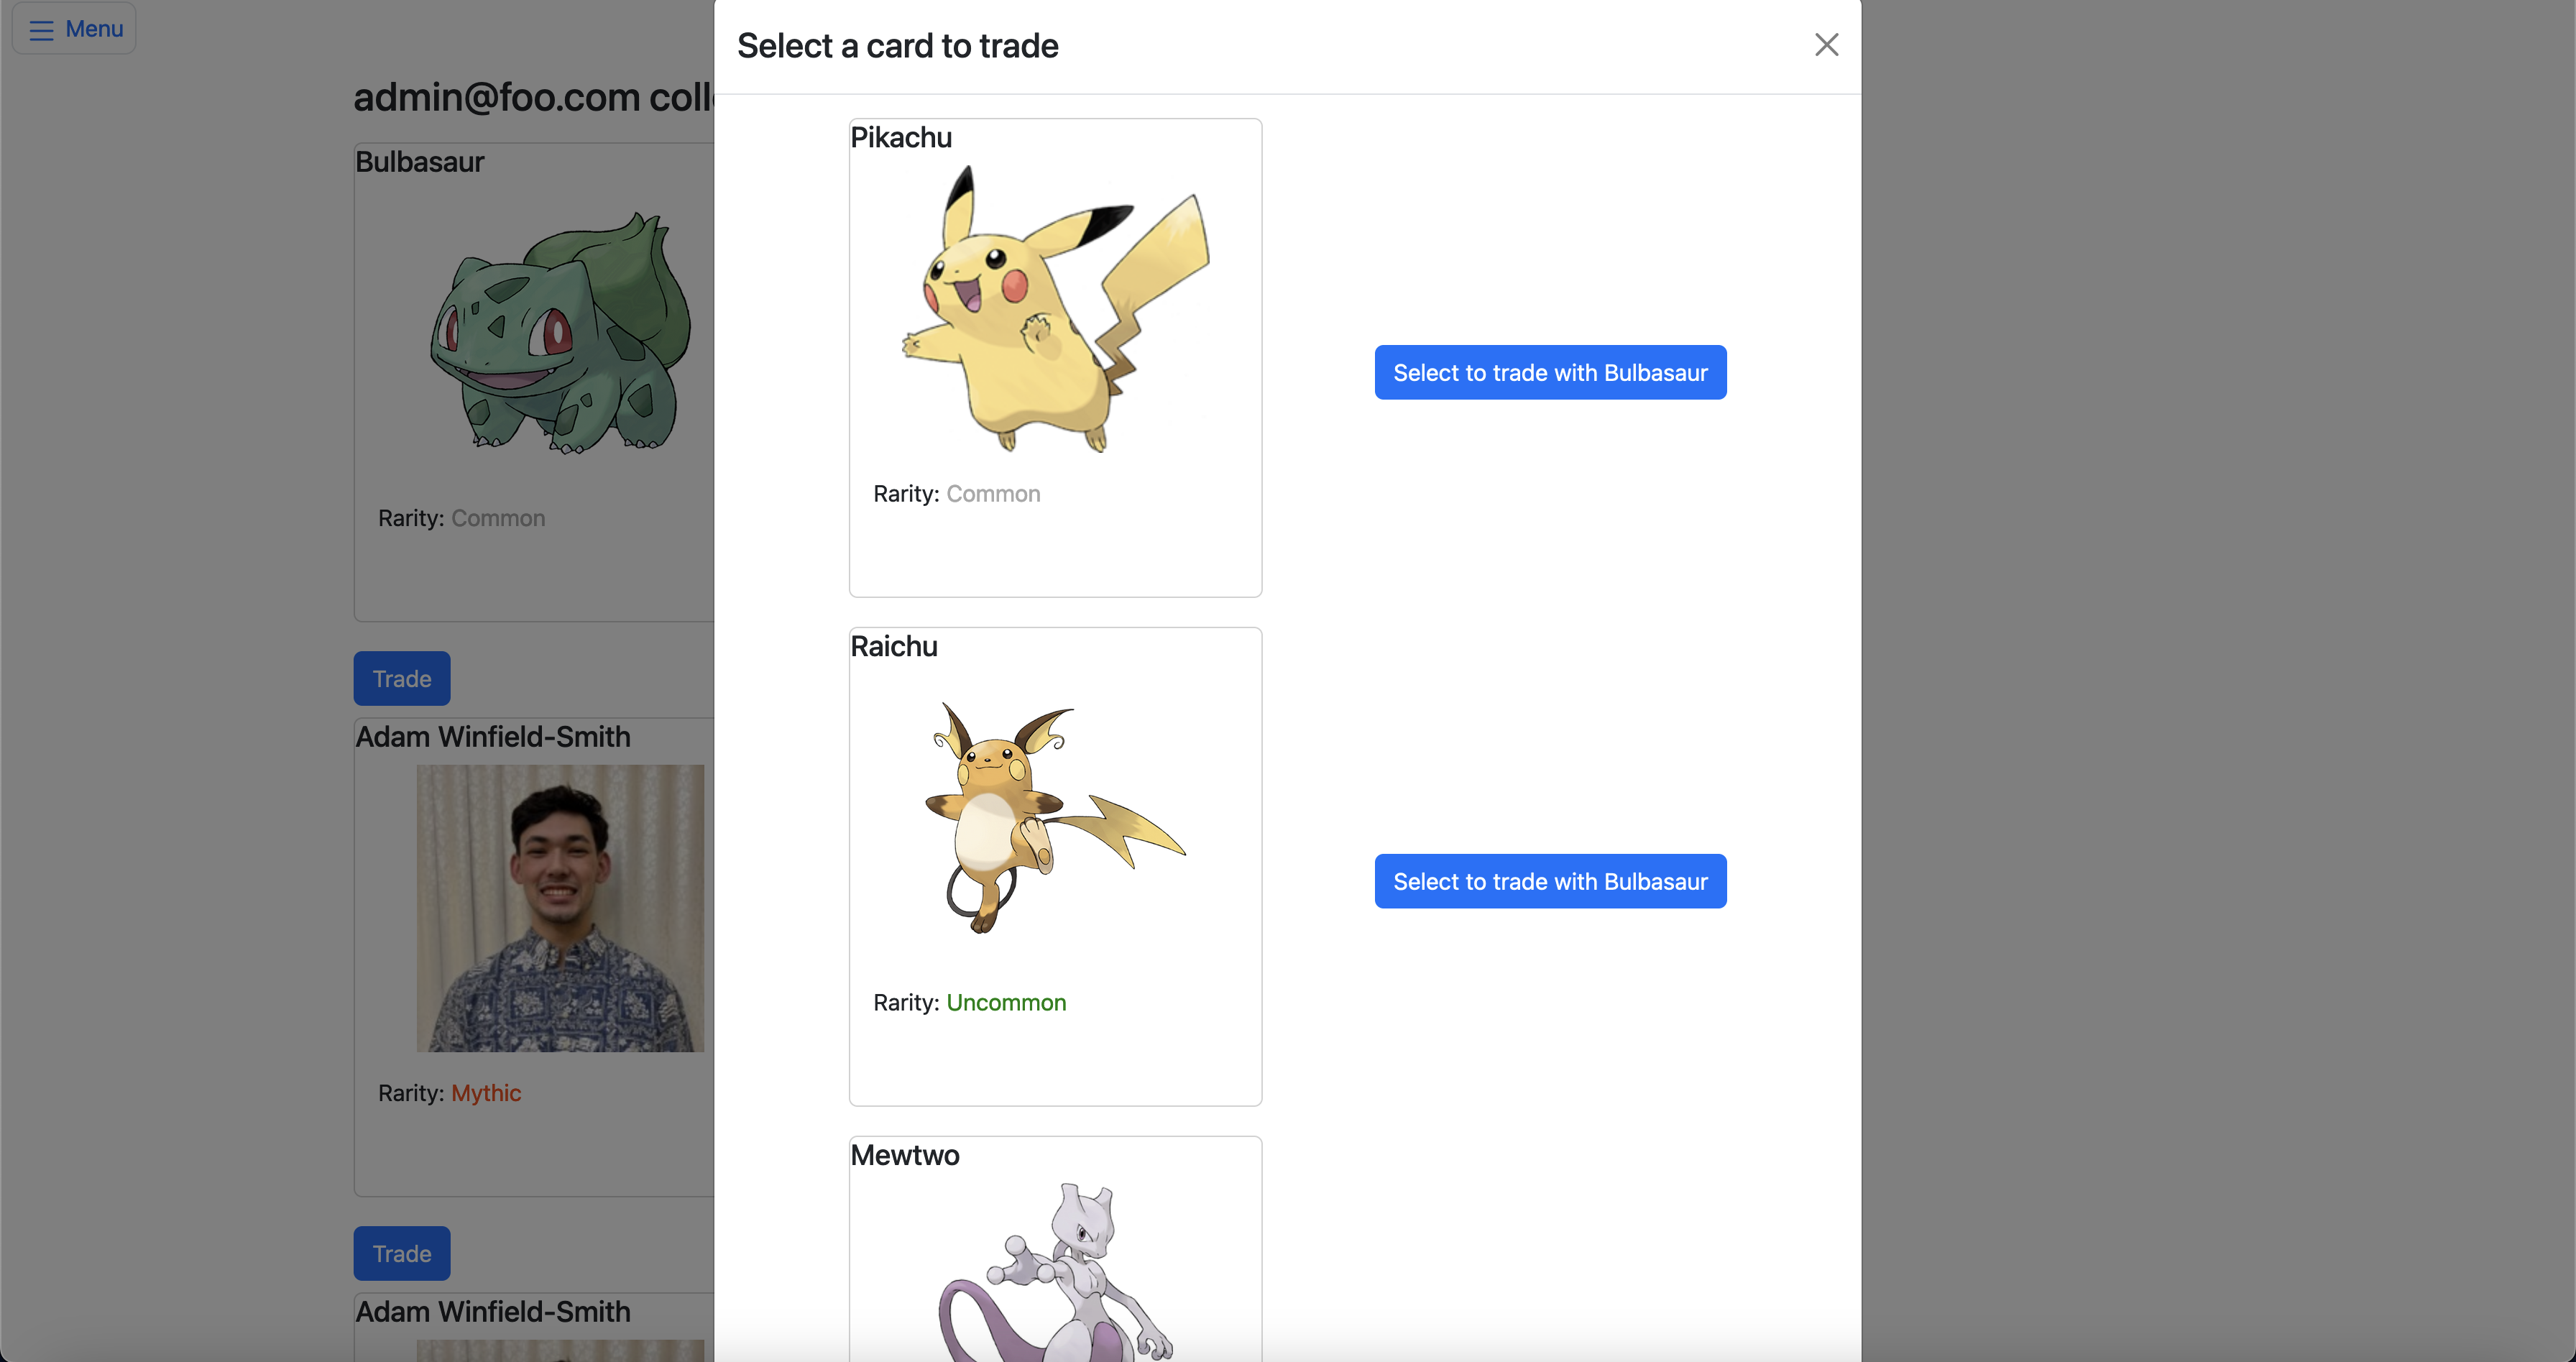 Menu
admin@foo.com coll
Bulbasaur
Rarity: Common
Trade
Adam Winfield-Smith
Rarity: Mythic
Trade
Adam Winfield-Smith
Select a card to trade
Pikachu
Rarity: Common
Select to trade with Bulbasaur
Raichu
Rarity: Uncommon
Select to trade with Bulbasaur
Mewtwo